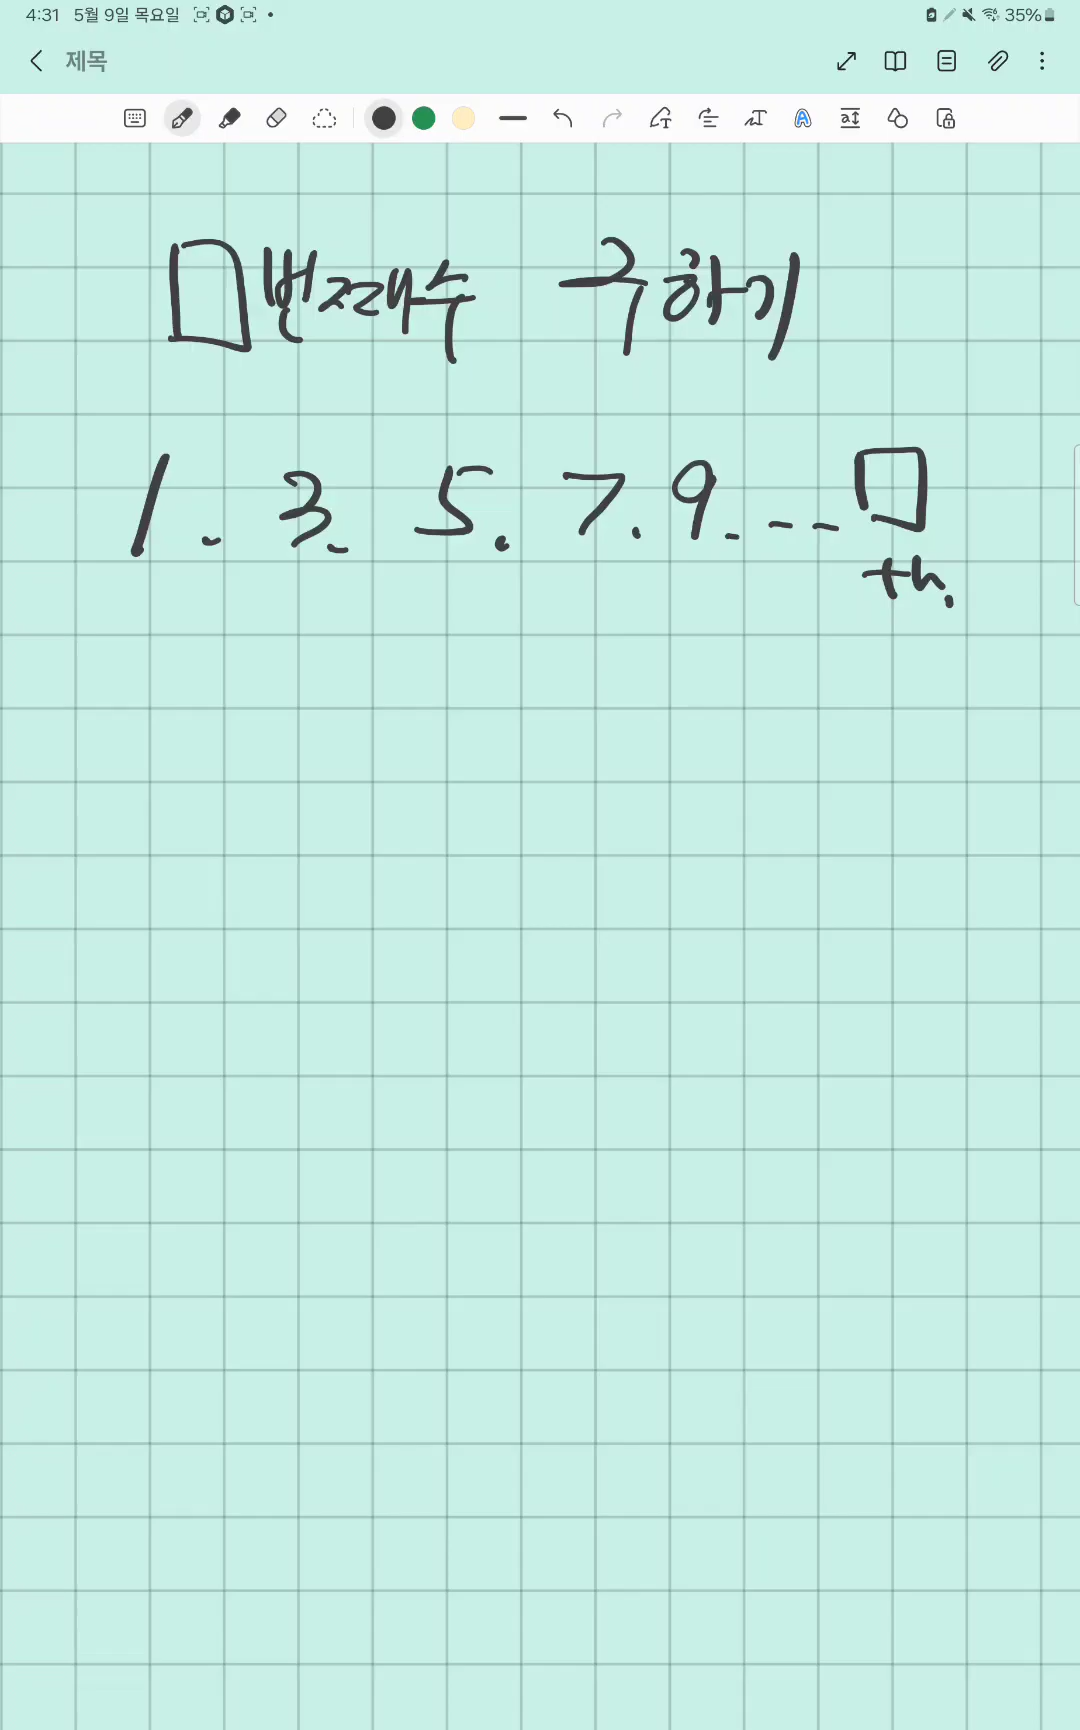 4:31 5월 9일 목요일 35%
제목
□번째수 구하기
1. 3. 5. 7. 9. --- □
+h.